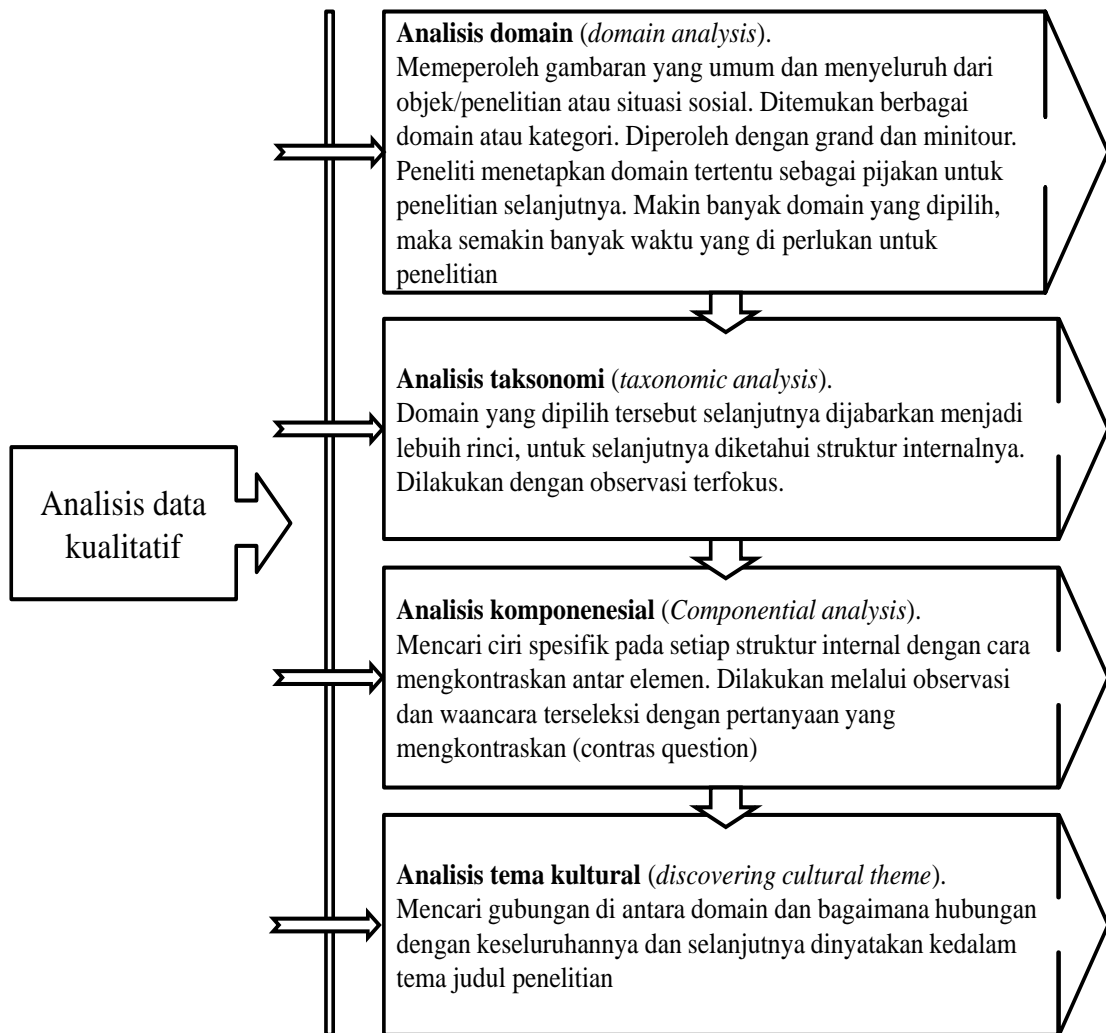 Analisis domain (domain analysis).
Memeperoleh gambaran yang umum dan menyeluruh dari
objek/penelitian atau situasi sosial. Ditemukan berbagai
domain atau kategori. Diperoleh dengan grand dan minitour.
Peneliti menetapkan domain tertentu sebagai pijakan untuk
penelitian selanjutnya. Makin banyak domain yang dipilih,
maka semakin banyak waktu yang di perlukan untuk
penelitian
Analisis taksonomi (taxonomic analysis).
Domain yang dipilih tersebut selanjutnya dijabarkan menjadi
lebuih rinci, untuk selanjutnya diketahui struktur internalnya.
Dilakukan dengan observasi terfokus.
Analisis data
kualitatif
Analisis komponenesial (Componential analysis).
Mencari ciri spesifik pada setiap struktur internal dengan cara
mengkontraskan antar elemen. Dilakukan melalui observasi
dan waancara terseleksi dengan pertanyaan yang
mengkontraskan (contras question)
Analisis tema kultural (discovering cultural theme).
Mencari gubungan di antara domain dan bagaimana hubungan
dengan keseluruhannya dan selanjutnya dinyatakan kedalam
tema judul penelitian